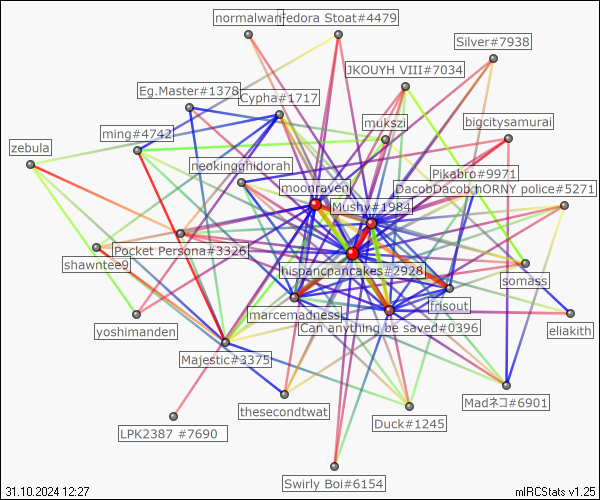 normalwan
Fedora Stoat#4479
Silver#7938
JKOUYH VIII#7034
Eg.Master#1378
Cypha#1717
mukszi
bigcitysamurai
ming#4742
zebula
neokingghidorah
Pikabro#9971
moonraven
DacobDacob
hORNY police#5271
Mushy#1984
Pocket Persona#3326
shawntee9
hispancpancakes#2928
somass
marcemadness
frisout
yoshimanden
Can anything be saved#0396
eliakith
Majestic#3375
thesecondtwat
Madネコ#6901
LPK2387 #7690
Duck#1245
Swirly Boi#6154
31.10.2024 12:27
mIRCStats v1.25